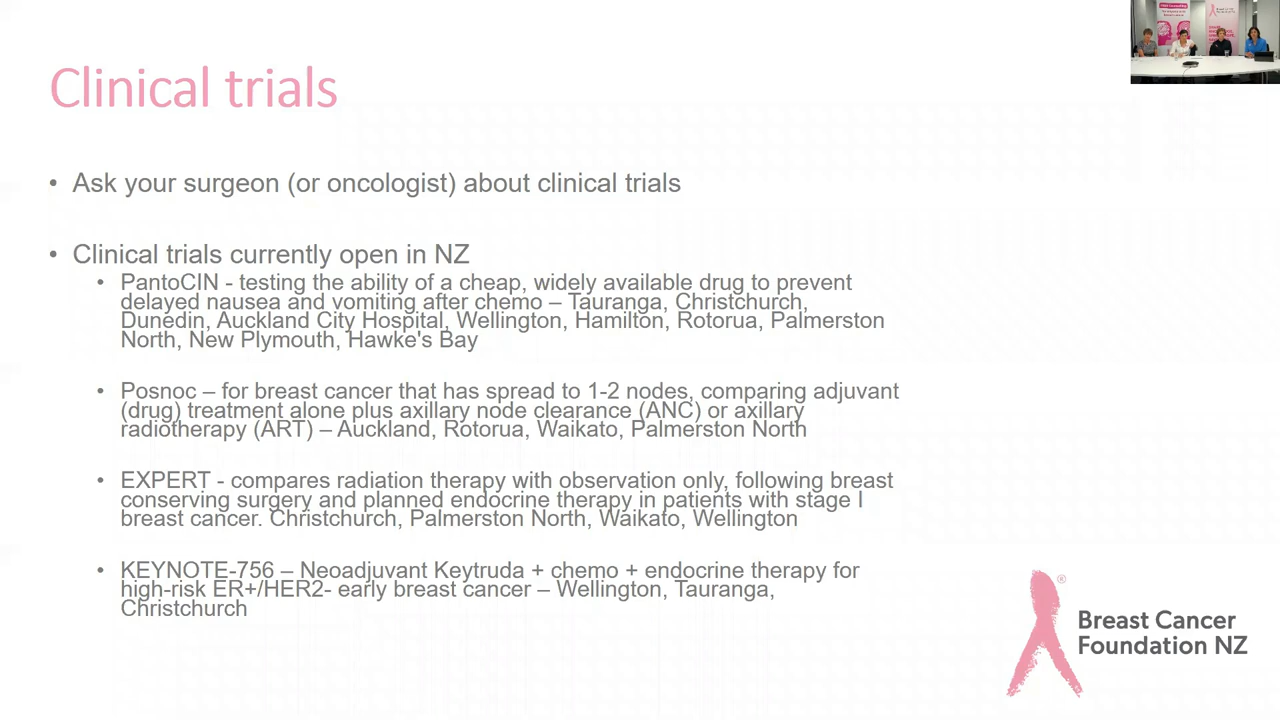 Clinical trials
• Ask your surgeon (or oncologist) about clinical trials
• Clinical trials currently open in NZ
• PantoCIN - testing the ability of a cheap, widely available drug to prevent
delayed nausea and vomiting after chemo – Tauranga, Christchurch,
Dunedin, Auckland City Hospital, Wellington, Hamilton, Rotorua, Palmerston
North, New Plymouth, Hawke's Bay
• Posnoc – for breast cancer that has spread to 1-2 nodes, comparing adjuvant
(drug) treatment alone plus axillary node clearance (ANC) or axillary
radiotherapy (ART) – Auckland, Rotorua, Waikato, Palmerston North
• EXPERT - compares radiation therapy with observation only, following breast
conserving surgery and planned endocrine therapy in patients with stage I
breast cancer. Christchurch, Palmerston North, Waikato, Wellington
• KEYNOTE-756 – Neoadjuvant Keytruda + chemo + endocrine therapy for
high-risk ER+/HER2- early breast cancer – Wellington, Tauranga,
Christchurch
®
Breast Cancer
Foundation NZ